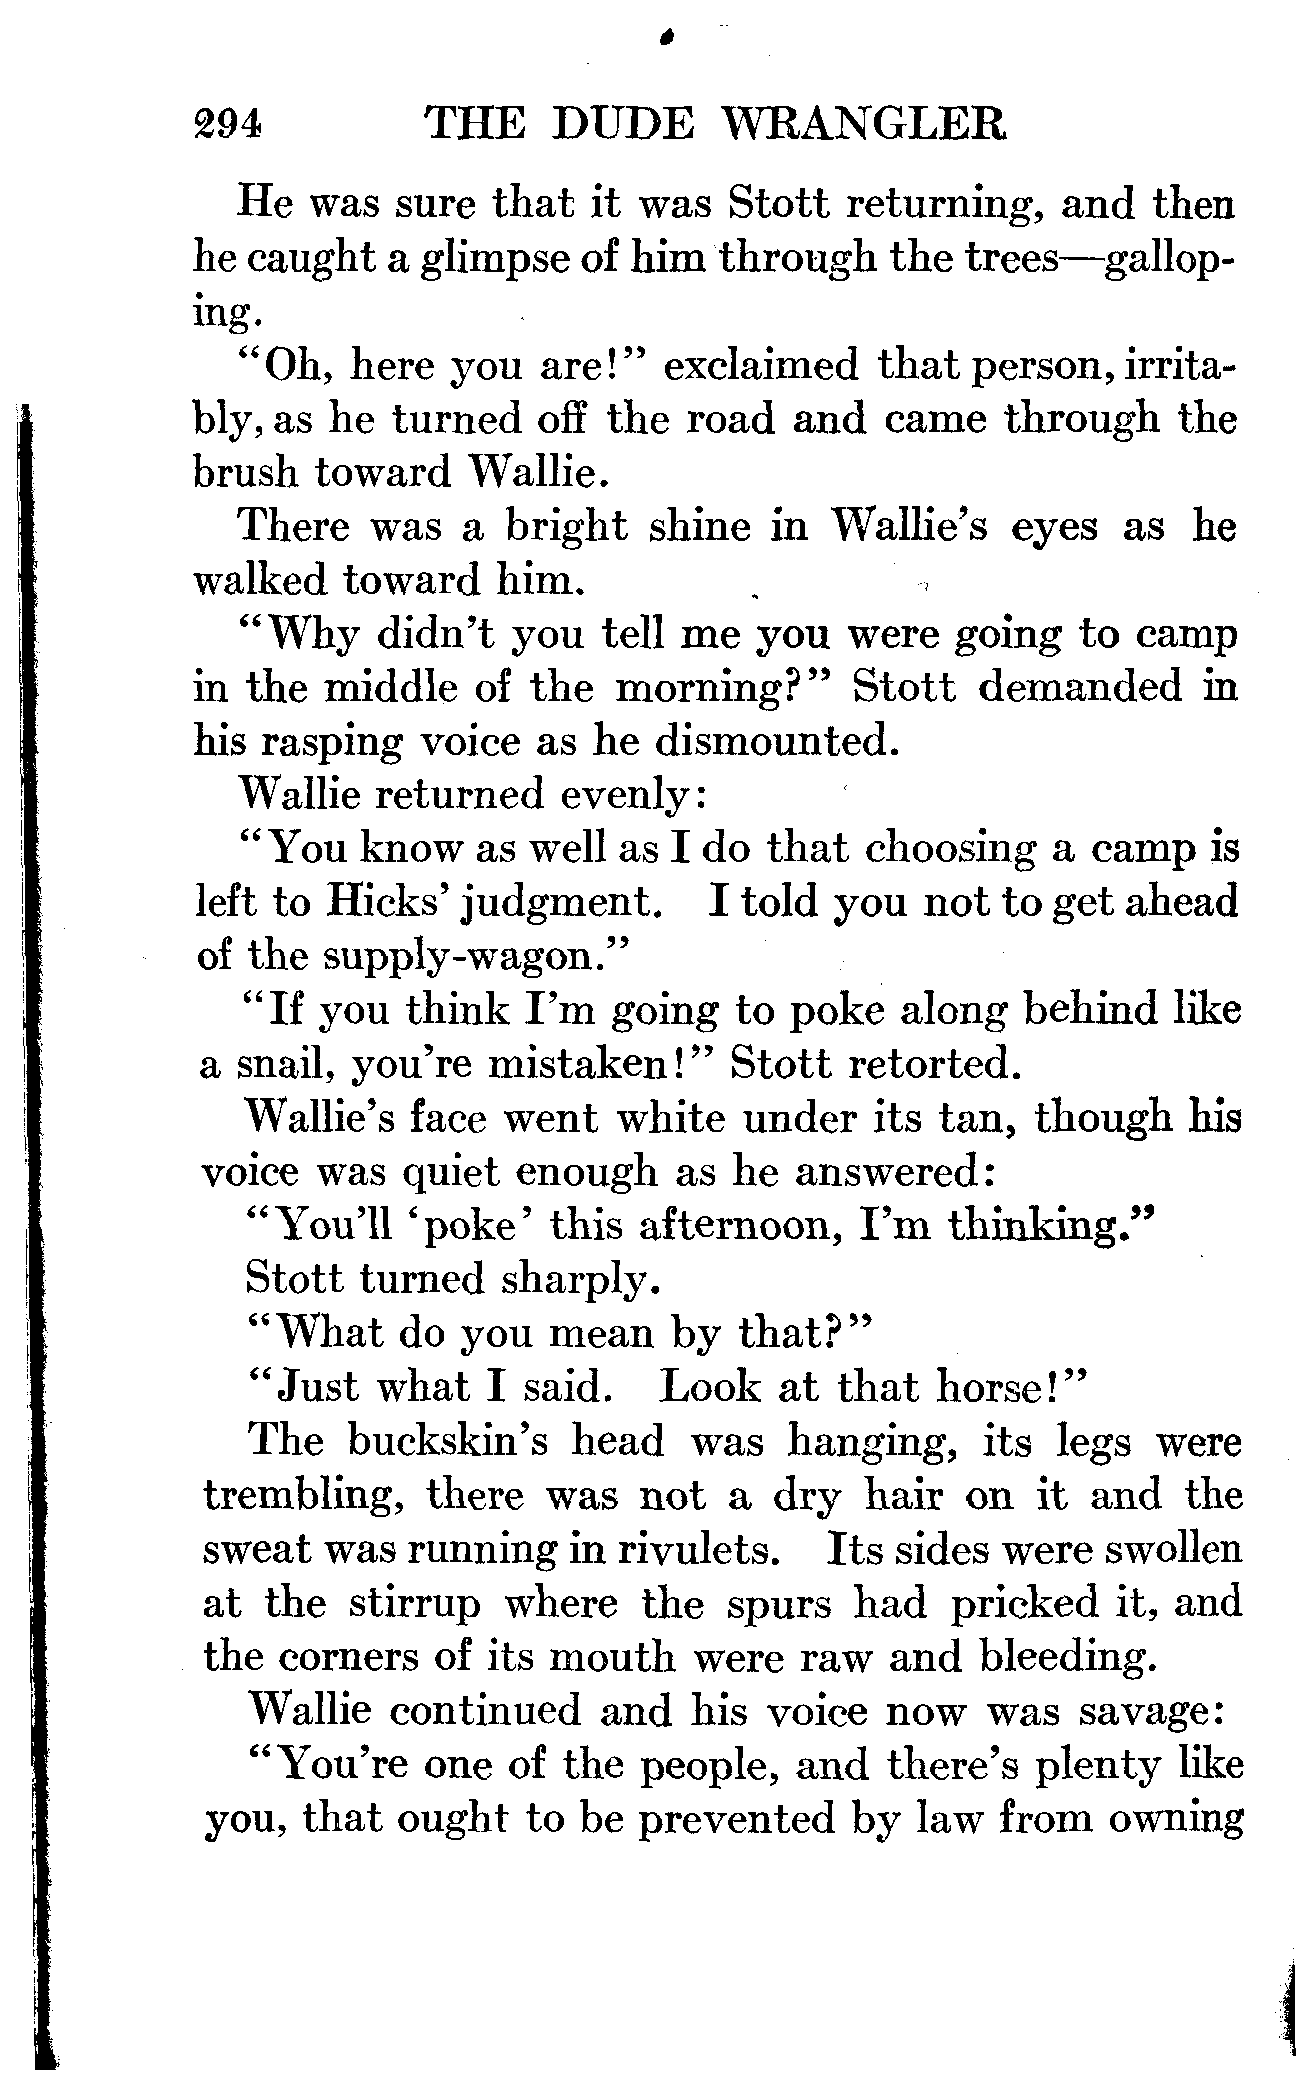 294 THE DUDE WRANGLER
He was sure that it was Stott returning, and then
he caught a glimpse of him through the trees—gallop-
ing.
“Oh, here you are!” exclaimed that person, irrita-
bly, as he turned off the road and came through the
brush toward Wallie.
There was a bright shine in Wallie’s eyes as he
walked toward him.
“Why didn’t you tell me you were going to camp
in the middle of the morning?” Stott demanded in
his rasping voice as he dismounted.
Wallie returned evenly:
“You know as well as I do that choosing a camp is
left to Hicks’ judgment. I told you not to get ahead
of the supply-wagon.”
“If you think I’m going to poke along behind like
a snail, you’re mistaken!” Stott retorted.
Wallie’s face went white under its tan, though his
voice was quiet enough as he answered:
“You’ll ‘poke’ this afternoon, I’m thinking.”
Stott turned sharply.
“What do you mean by that?”
“Just what I said. Look at that horse!”
The buckskin’s head was hanging, its legs were
trembling, there was not a dry hair on it and the
sweat was running in rivulets. Its sides were swollen
at the stirrup where the spurs had pricked it, and
the corners of its mouth were raw and bleeding.
Wallie continued and his voice now was savage:
“You’re one of the people, and there’s plenty like
you, that ought to be prevented by law from owning